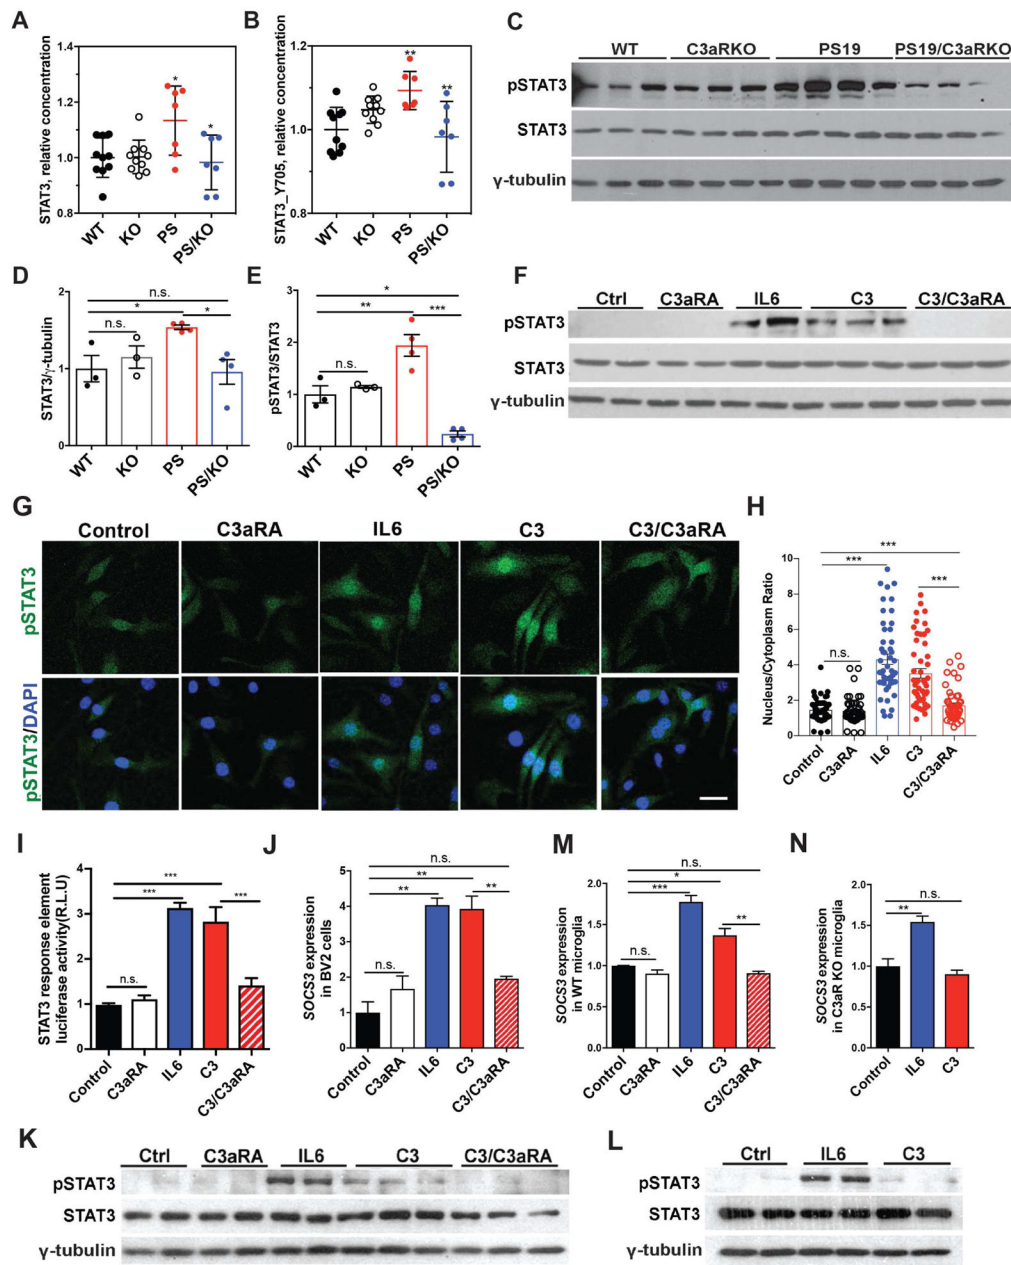 A
STAT3, relative concentration
1.4
1.2
1.0
0.8
*
*
WT
KO
PS
PS/KO
B
STAT3_Y705, relative concentration
1.2
1.0
0.8
**
**
WT
KO
PS
PS/KO
C
WT C3aRKO PS19 PS19/C3aRKO
pSTAT3
STAT3
γ-tubulin
D
STAT3/γ-tubulin
2
1
0
n.s.
*
n.s.
*
WT
KO
PS
PS/KO
E
pSTAT3/STAT3
3
2
1
0
*
**
***
n.s.
WT
KO
PS
PS/KO
F
Ctrl C3aRA IL6 C3 C3/C3aRA
pSTAT3
STAT3
γ-tubulin
G
Control C3aRA IL6 C3 C3/C3aRA
pSTAT3
pSTAT3/DAPI
H
Nucleus/Cytoplasm Ratio
10
8
6
4
2
0
***
***
***
n.s.
Control
C3aRA
IL6
C3
C3/C3aRA
I
STAT3 response element
luciferase activity(R.L.U)
4
3
2
1
0
***
***
***
n.s.
Control
C3aRA
IL6
C3
C3/C3aRA
J
SOCS3 expression
in BV2 cells
6
4
2
0
n.s.
**
**
**
n.s.
Control
C3aRA
IL6
C3
C3/C3aRA
M
SOCS3 expression
in WT microglia
2.0
1.5
1.0
0.5
0.0
n.s.
*
***
**
n.s.
Control
C3aRA
IL6
C3
C3/C3aRA
N
SOCS3 expression
in C3aR KO microglia
2.0
1.5
1.0
0.5
0.0
n.s.
**
Control
IL6
C3
K
Ctrl C3aRA IL6 C3 C3/C3aRA
pSTAT3
STAT3
γ-tubulin
L
Ctrl IL6 C3
pSTAT3
STAT3
γ-tubulin